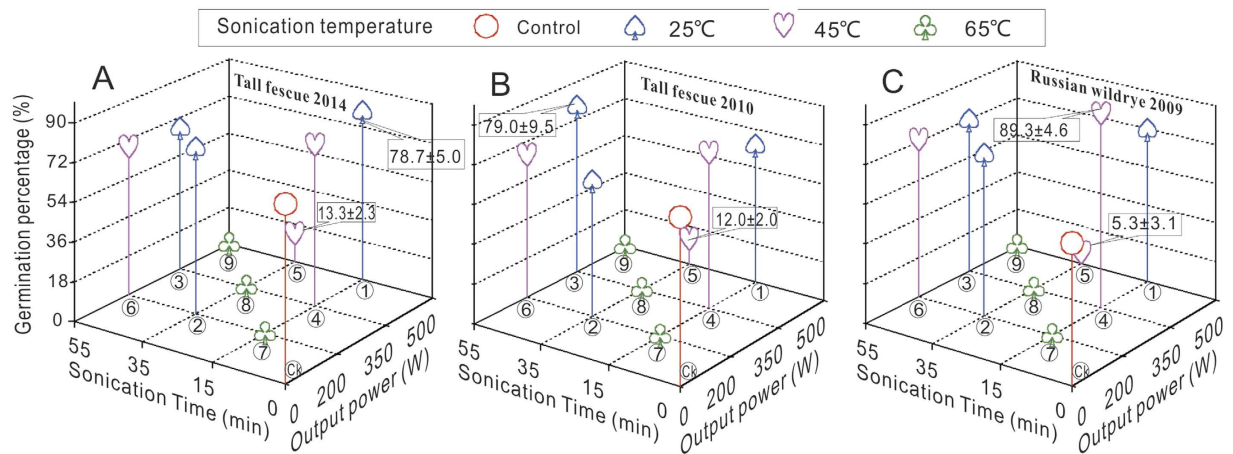 Sonication temperature Control 25℃ 45℃ 65℃
A
Tall fescue 2014
78.7±5.0
13.3±2.3
Germination percentage (%)
90
72
54
36
18
0
① ② ③ ④ ⑤ ⑥ ⑦ ⑧ ⑨ Ck
55 35 15 0
Sonication Time (min)
0 200 350 500
Output power (W)
B
Tall fescue 2010
79.0±9.5
12.0±2.0
① ② ③ ④ ⑤ ⑥ ⑦ ⑧ ⑨ Ck
55 35 15 0
Sonication Time (min)
0 200 350 500
Output power (W)
C
Russian wildrye 2009
89.3±4.6
5.3±3.1
① ② ③ ④ ⑤ ⑥ ⑦ ⑧ ⑨ Ck
55 35 15 0
Sonication Time (min)
0 200 350 500
Output power (W)